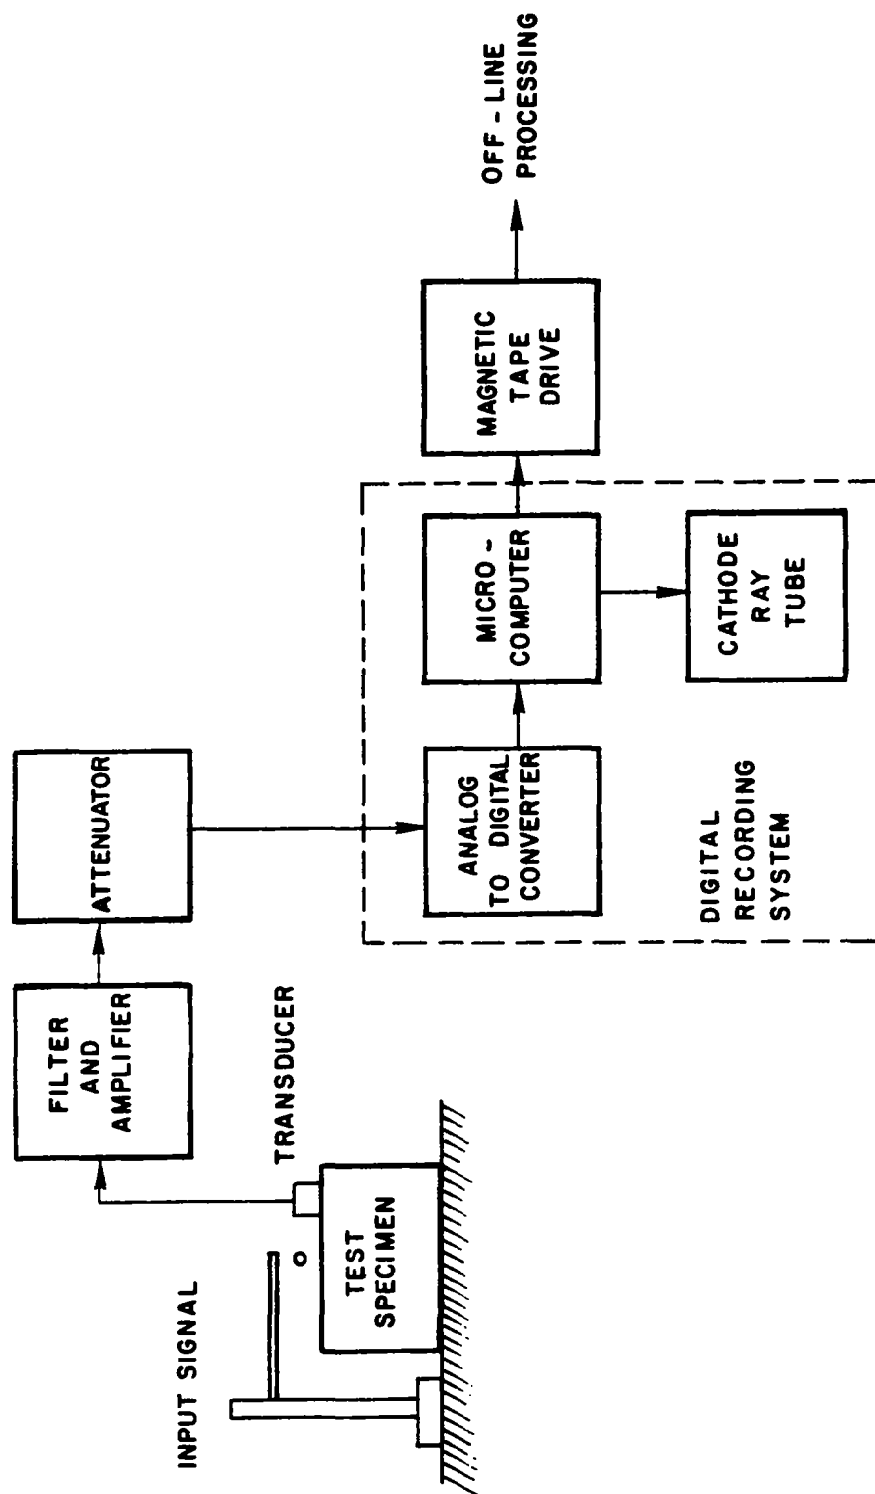 INPUT SIGNAL
TRANSDUCER
TEST
SPECIMEN
FILTER
AND
AMPLIFIER
ATTENUATOR
ANALOG
TO DIGITAL
CONVERTER
MICRO -
COMPUTER
MAGNETIC
TAPE
DRIVE
OFF - LINE
PROCESSING
CATHODE
RAY
TUBE
DIGITAL
RECORDING
SYSTEM